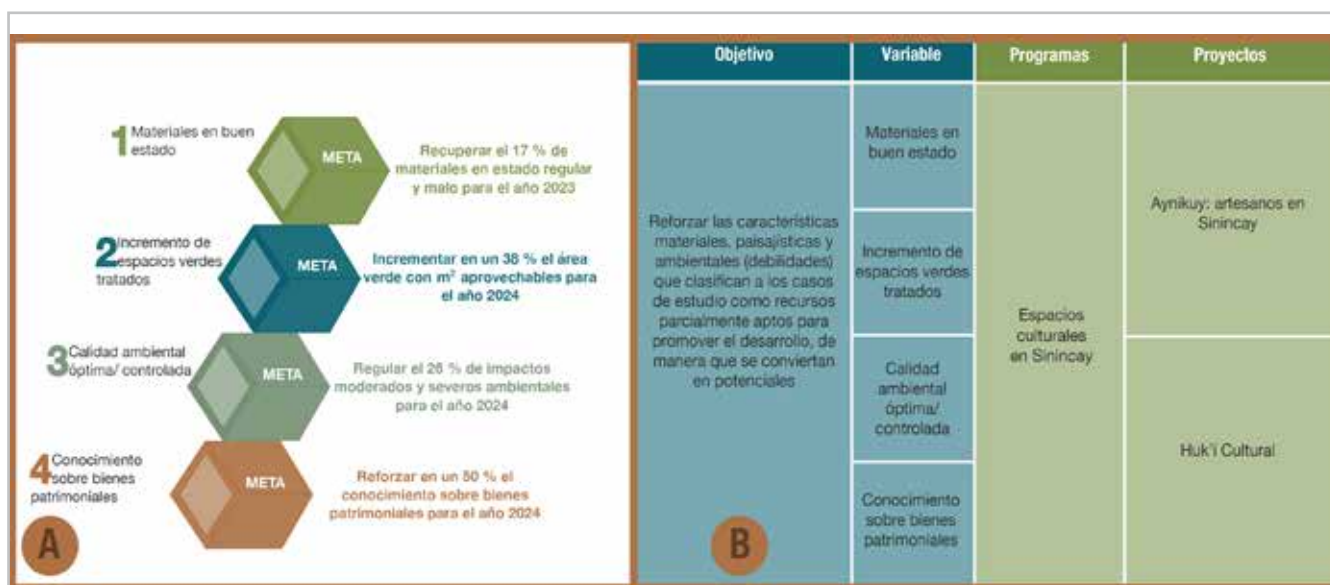 1 Materiales en buen
estado
META
Recuperar el 17 % de
materiales en estado regular
y malo para el año 2023
2 Incremento de
espacios verdes
tratados
META
Incrementar en un 38 % el área
verde con m² aprovechables para
el año 2024
3 Calidad ambiental
óptima/ controlada
META
Regular el 26 % de impactos
moderados y severos ambientales
para el año 2024
4 Conocimiento
sobre bienes
patrimoniales
META
Reforzar en un 50 % el
conocimiento sobre bienes
patrimoniales para el año 2024
A
Objetivo
Variable
Programas
Proyectos
Reforzar las características
materiales, paisajísticas y
ambientales (debilidades)
que clasifican a los casos
de estudio como recursos
parcialmente aptos para
promover el desarrollo, de
manera que se conviertan
en potenciales
Materiales en
buen estado
Incremento de
espacios verdes
tratados
Calidad
ambiental
óptima/
controlada
Conocimiento
sobre bienes
patrimoniales
Espacios
culturales
en Sinincay
Aynikuy: artesanos en
Sinincay
Huk'i Cultural
B